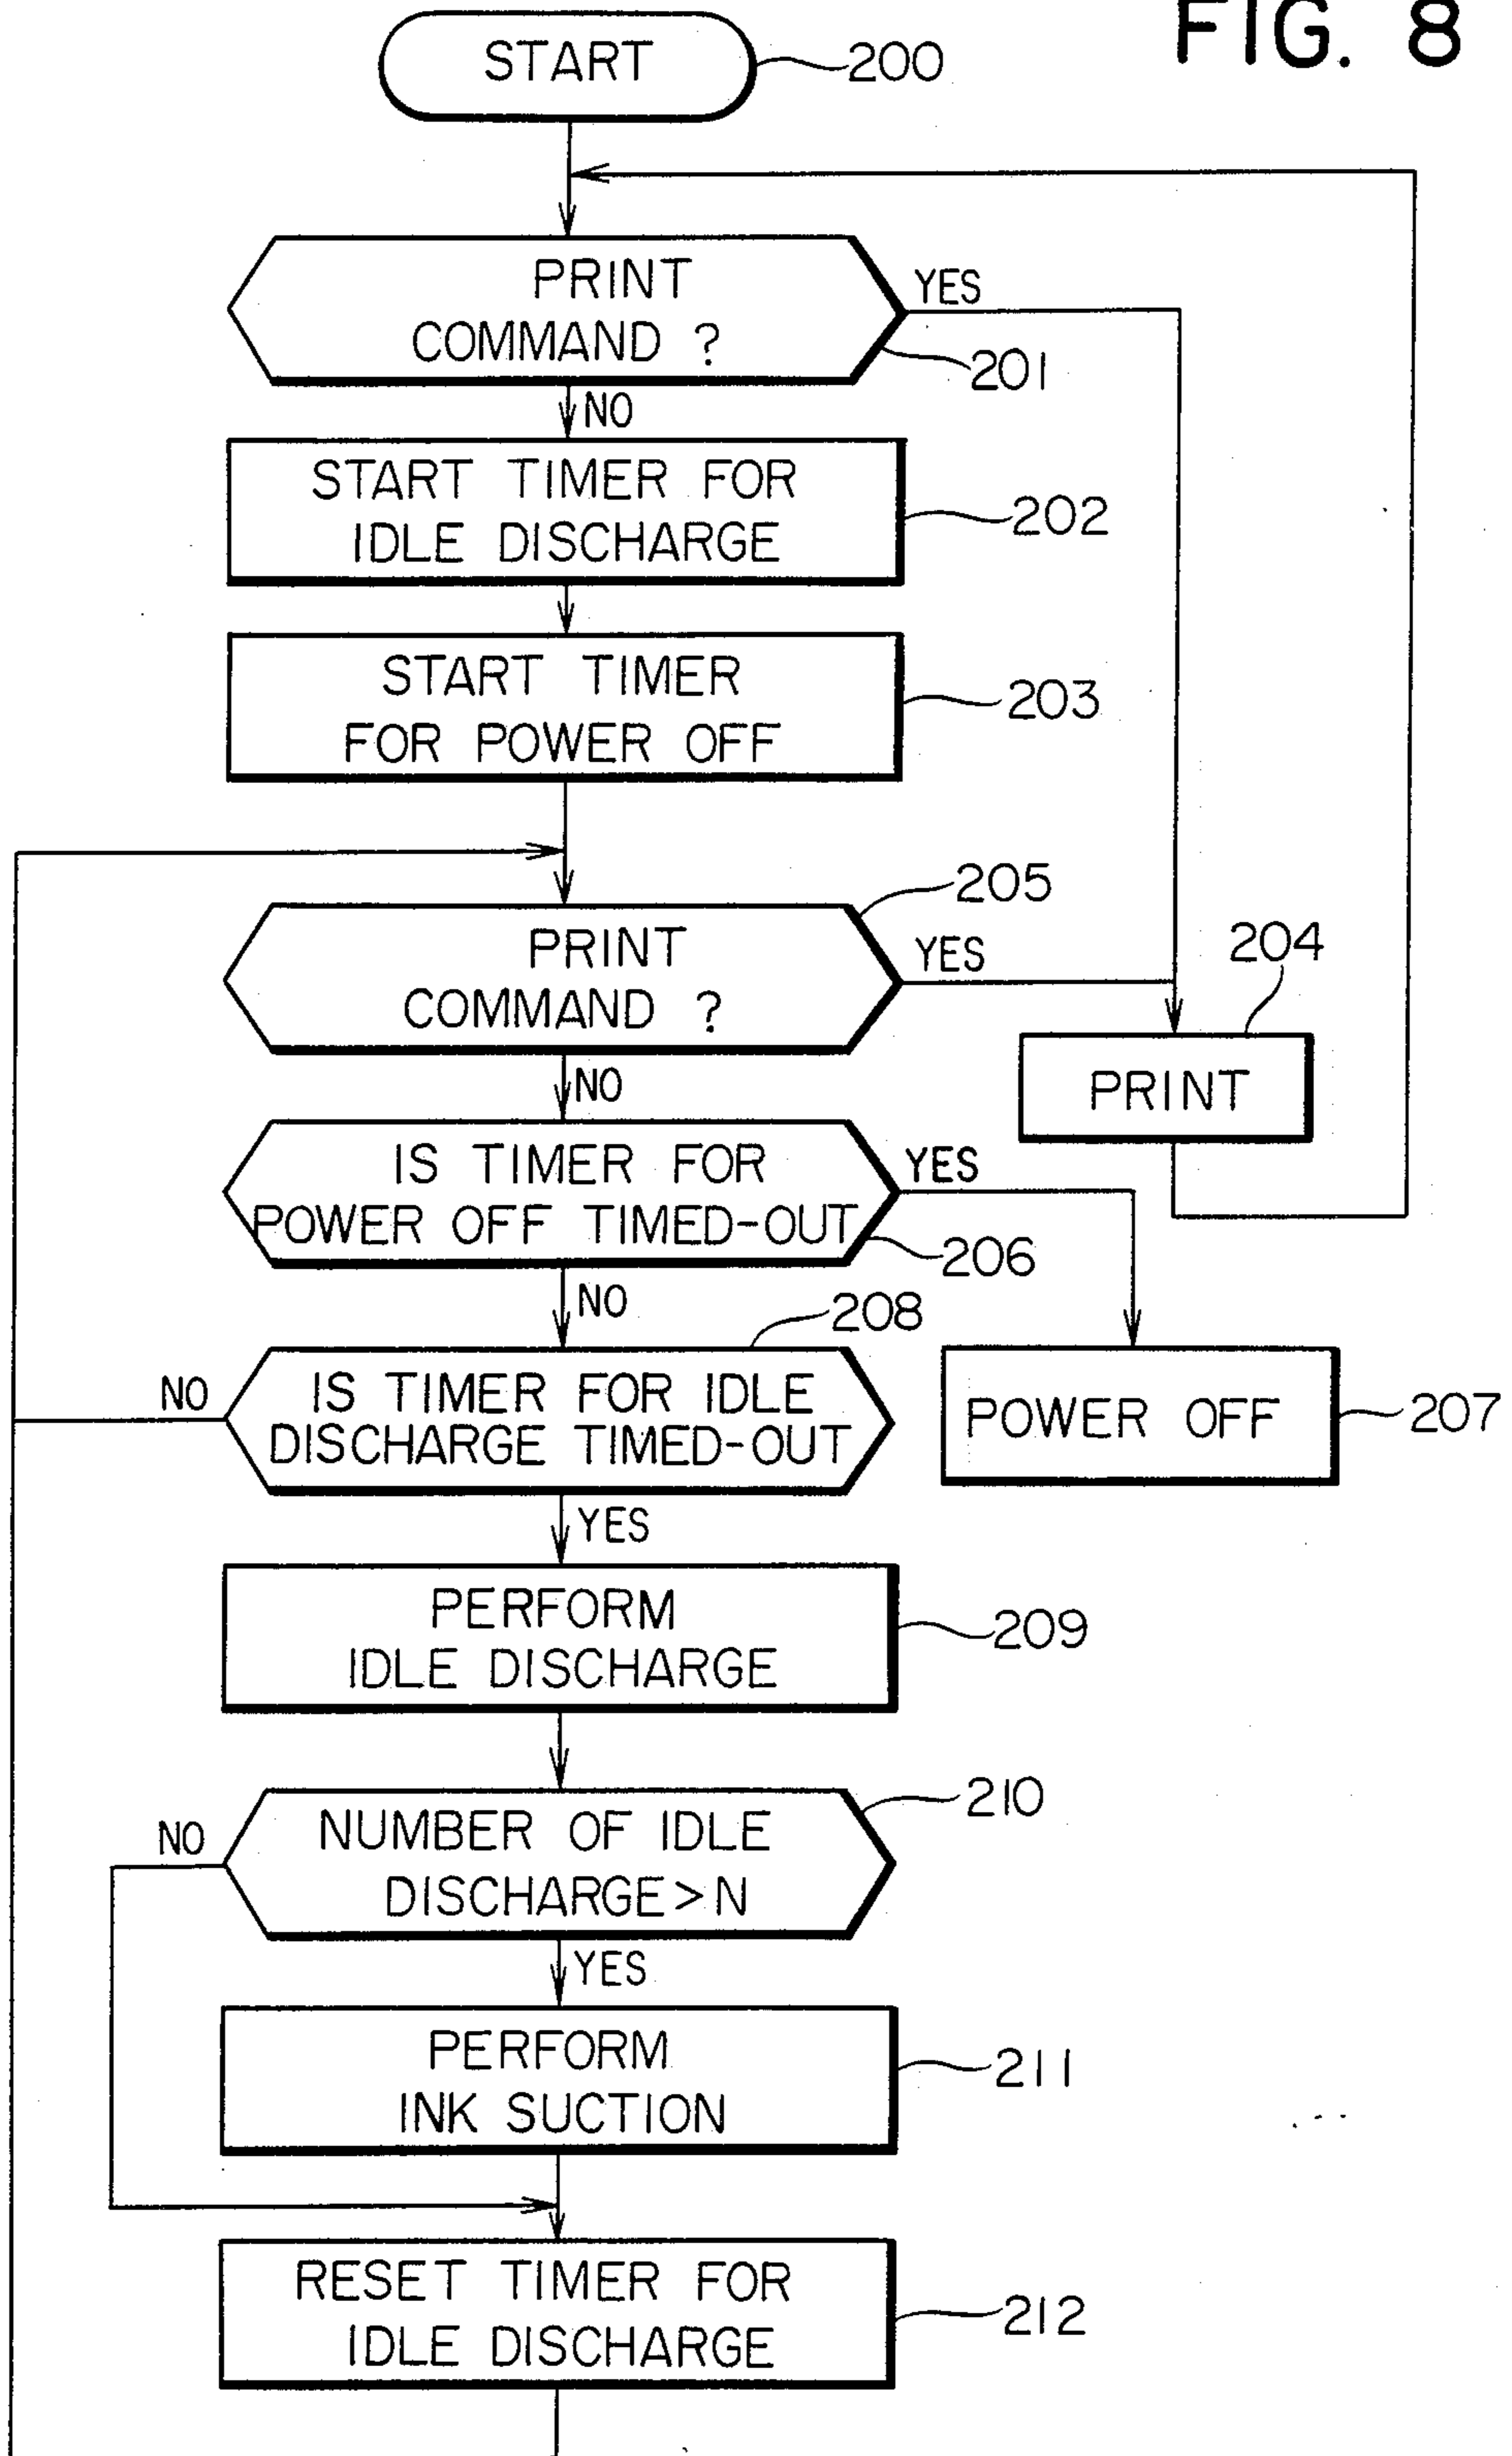 FIG. 8
START
200
PRINT
COMMAND ?
YES
201
NO
START TIMER FOR
IDLE DISCHARGE
202
START TIMER
FOR POWER OFF
203
205
PRINT
COMMAND ?
YES
204
PRINT
NO
IS TIMER FOR
POWER OFF TIMED-OUT
YES
206
NO
208
IS TIMER FOR IDLE
DISCHARGE TIMED-OUT
NO
POWER OFF
207
YES
PERFORM
IDLE DISCHARGE
209
210
NUMBER OF IDLE
DISCHARGE>N
NO
YES
PERFORM
INK SUCTION
211
RESET TIMER FOR
IDLE DISCHARGE
212